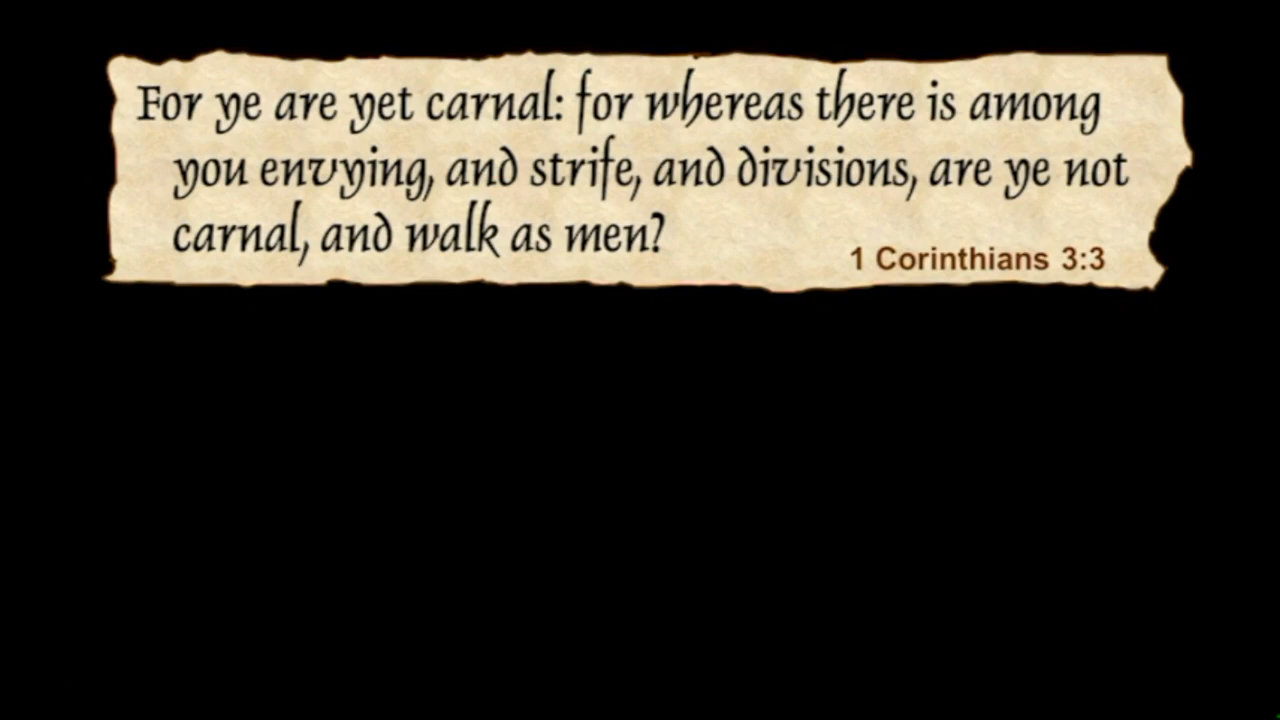 For ye are yet carnal: for whereas there is among
you envying, and strife, and divisions, are ye not
carnal, and walk as men?
1 Corinthians 3:3